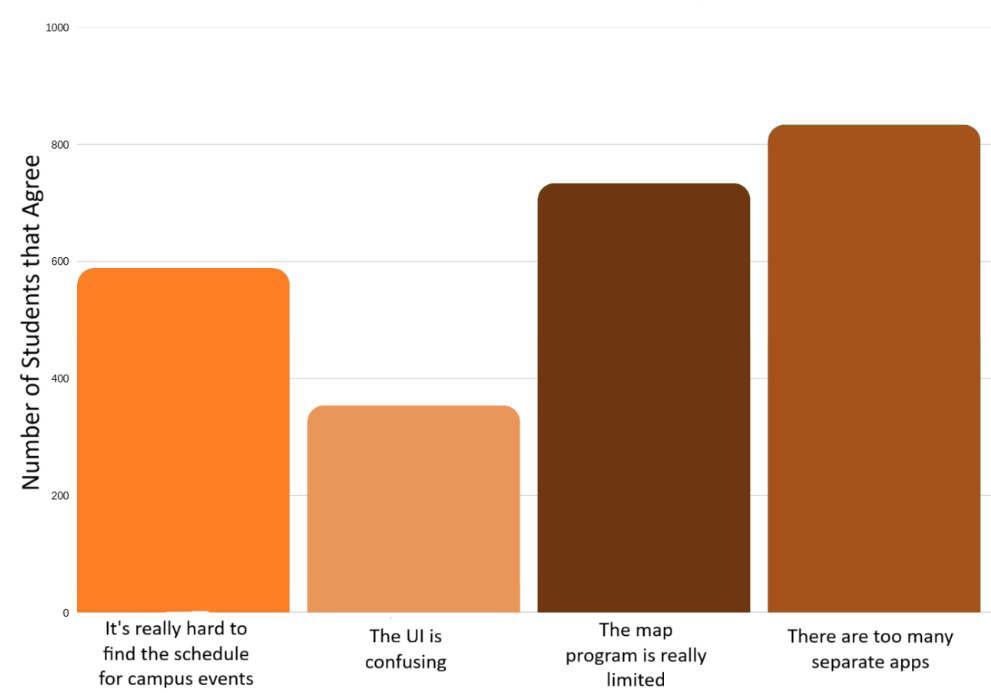 1000
800
600
400
200
0
Number of Students that Agree
It's really hard to
find the schedule
for campus events
The UI is
confusing
The map
program is really
limited
There are too many
separate apps